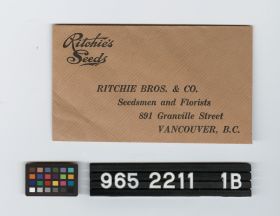 Ritchie's
Seeds
RITCHIE BROS. & CO.
Seedsmen and Florists
891 Granville Street
VANCOUVER, B.C.
965 2211 1B